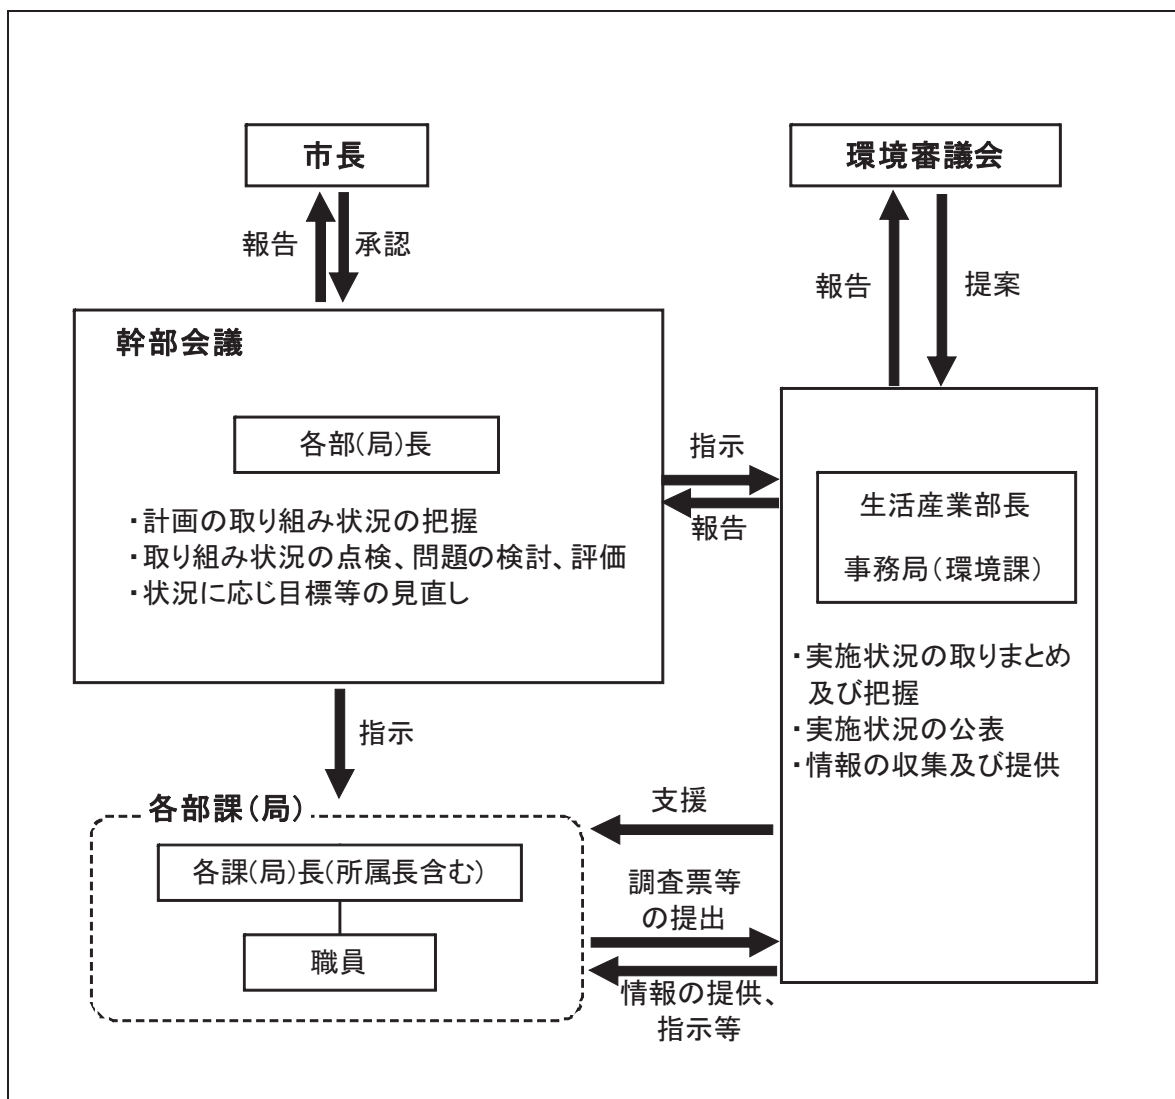 市長
環境審議会
報告
承認
報告
提案
幹部会議
各部(局)長
・計画の取り組み状況の把握
・取り組み状況の点検、問題の検討、評価
・状況に応じ目標等の見直し
指示
報告
生活産業部長
事務局(環境課)
・実施状況の取りまとめ
及び把握
・実施状況の公表
・情報の収集及び提供
指示
各部課(局)
各課(局)長(所属長含む)
職員
支援
調査票等
の提出
情報の提供、
指示等